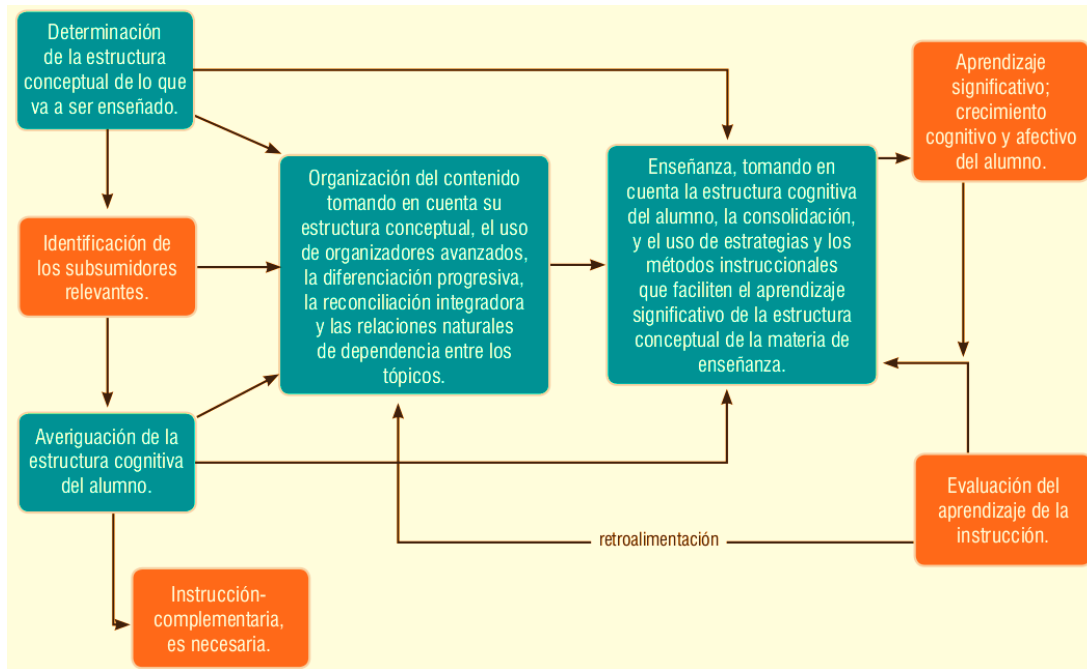 Determinación
de la estructura
conceptual de lo que
va a ser enseñado.
Identificación de
los subsumidores
relevantes.
Averiguación de la
estructura cognitiva
del alumno.
Instrucción-
complementaria,
es necesaria.
Organización del contenido
tomando en cuenta su
estructura conceptual, el uso
de organizadores avanzados,
la diferenciación progresiva,
la reconciliación integradora
y las relaciones naturales
de dependencia entre los
tópicos.
Enseñanza, tomando en
cuenta la estructura cognitiva
del alumno, la consolidación,
y el uso de estrategias y los
métodos instruccionales
que faciliten el aprendizaje
significativo de la estructura
conceptual de la materia de
enseñanza.
Aprendizaje
significativo;
crecimiento
cognitivo y afectivo
del alumno.
Evaluación del
aprendizaje de la
instrucción.
retroalimentación